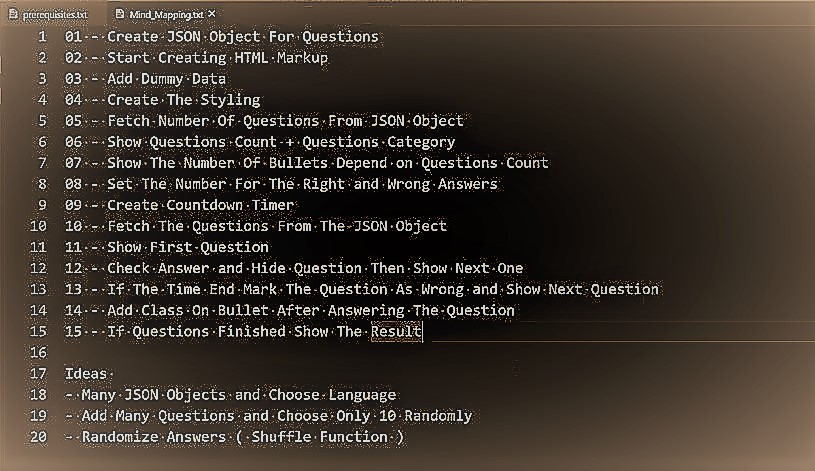 prerequisites.txt Mind_Mapping.txt ×
1 01 - Create JSON Object For Questions
2 02 - Start Creating HTML Markup
3 03 - Add Dummy Data
4 04 - Create The Styling
5 05 - Fetch Number Of Questions From JSON Object
6 06 - Show Questions Count + Questions Category
7 07 - Show The Number Of Bullets Depend on Questions Count
8 08 - Set The Number For The Right and Wrong Answers
9 09 - Create Countdown Timer
10 10 - Fetch The Questions From The JSON Object
11 11 - Show First Question
12 12 - Check Answer and Hide Question Then Show Next One
13 13 - If The Time End Mark The Question As Wrong and Show Next Question
14 14 - Add Class On Bullet After Answering The Question
15 15 - If Questions Finished Show The Result
16
17 Ideas
18 - Many JSON Objects and Choose Language
19 - Add Many Questions and Choose Only 10 Randomly
20 - Randomize Answers ( Shuffle Function )